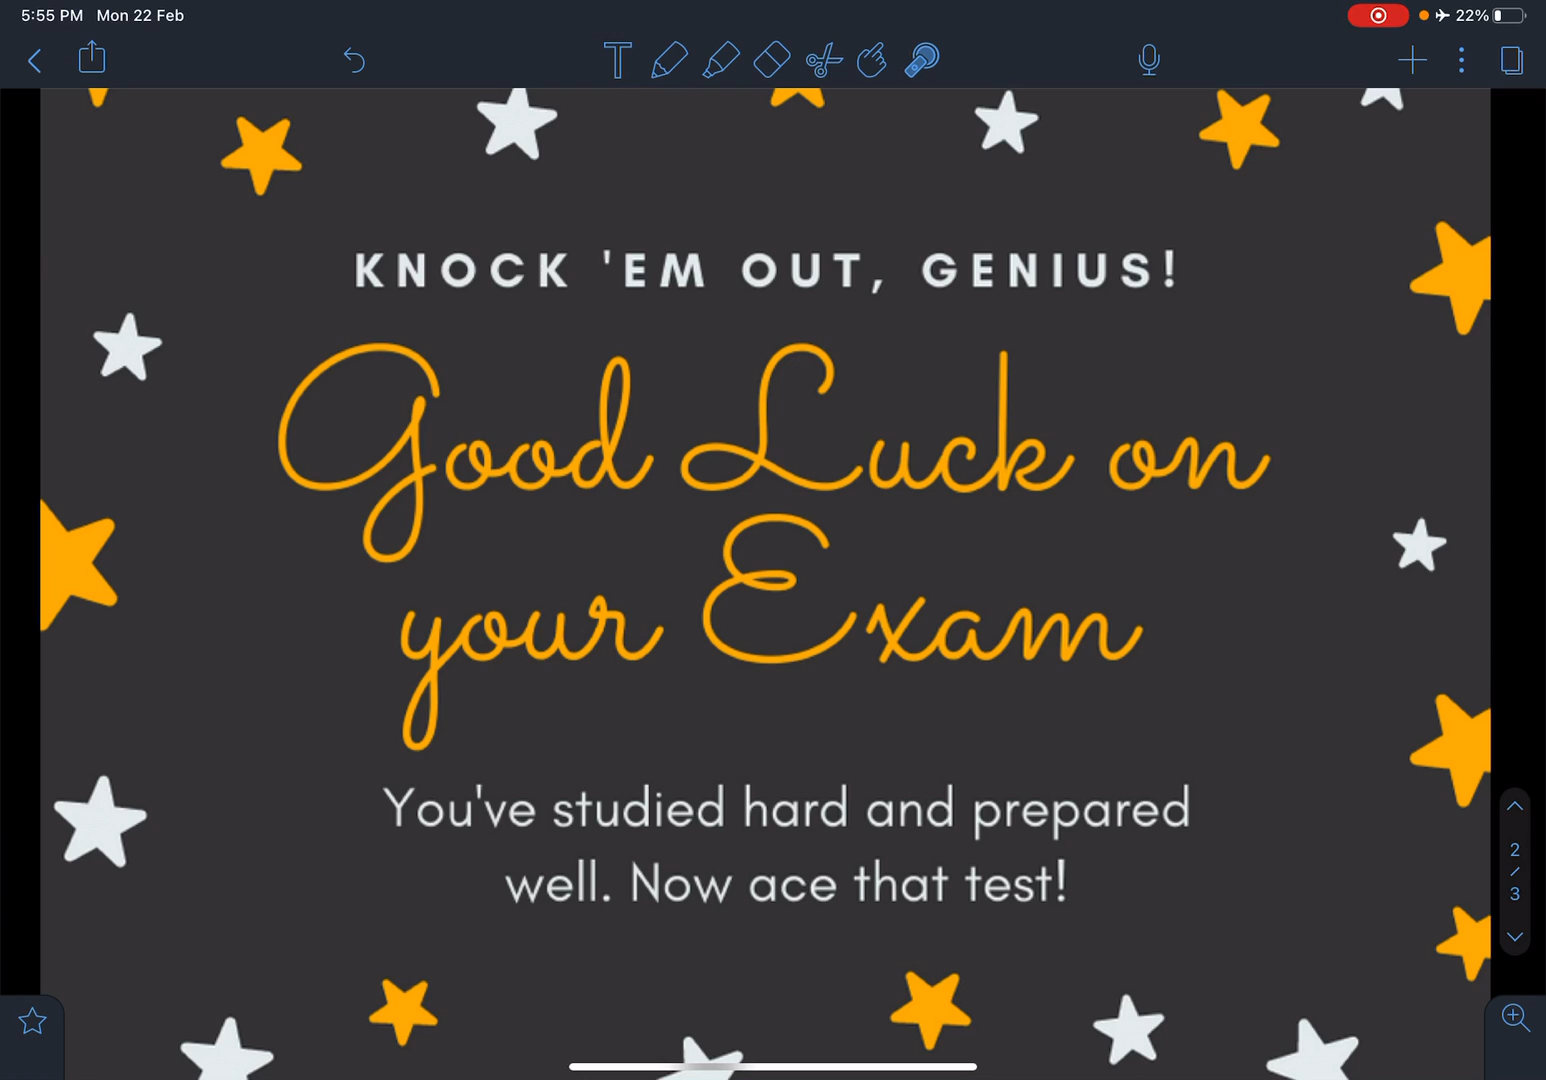 5:55 PM Mon 22 Feb
22%
KNOCK 'EM OUT, GENIUS!
Good Luck on
your Exam
You've studied hard and prepared
well. Now ace that test!
2
/
3